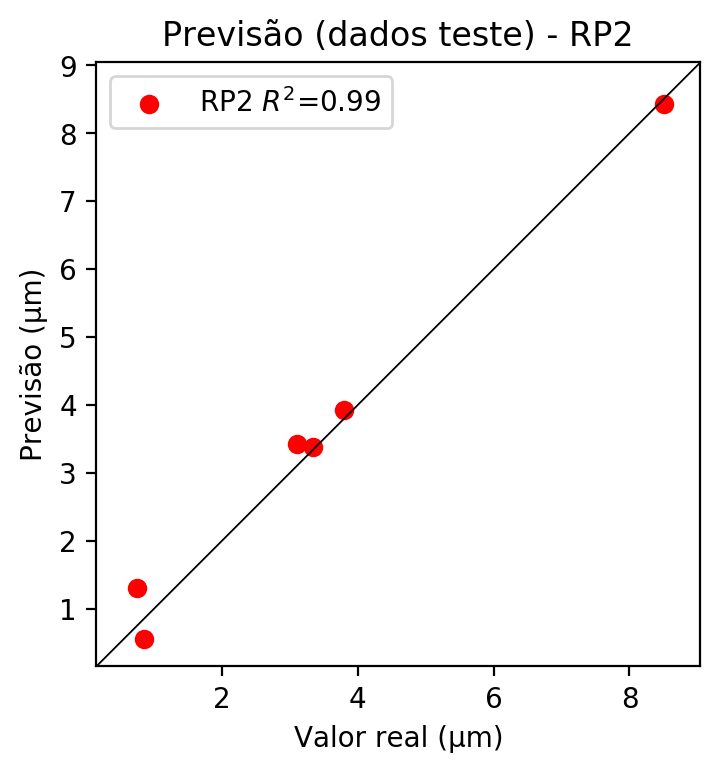 Previsão (dados teste) - RP2
RP2 R²=0.99
Previsão (µm)
9
8
7
6
5
4
3
2
1
2 4 6 8
Valor real (µm)